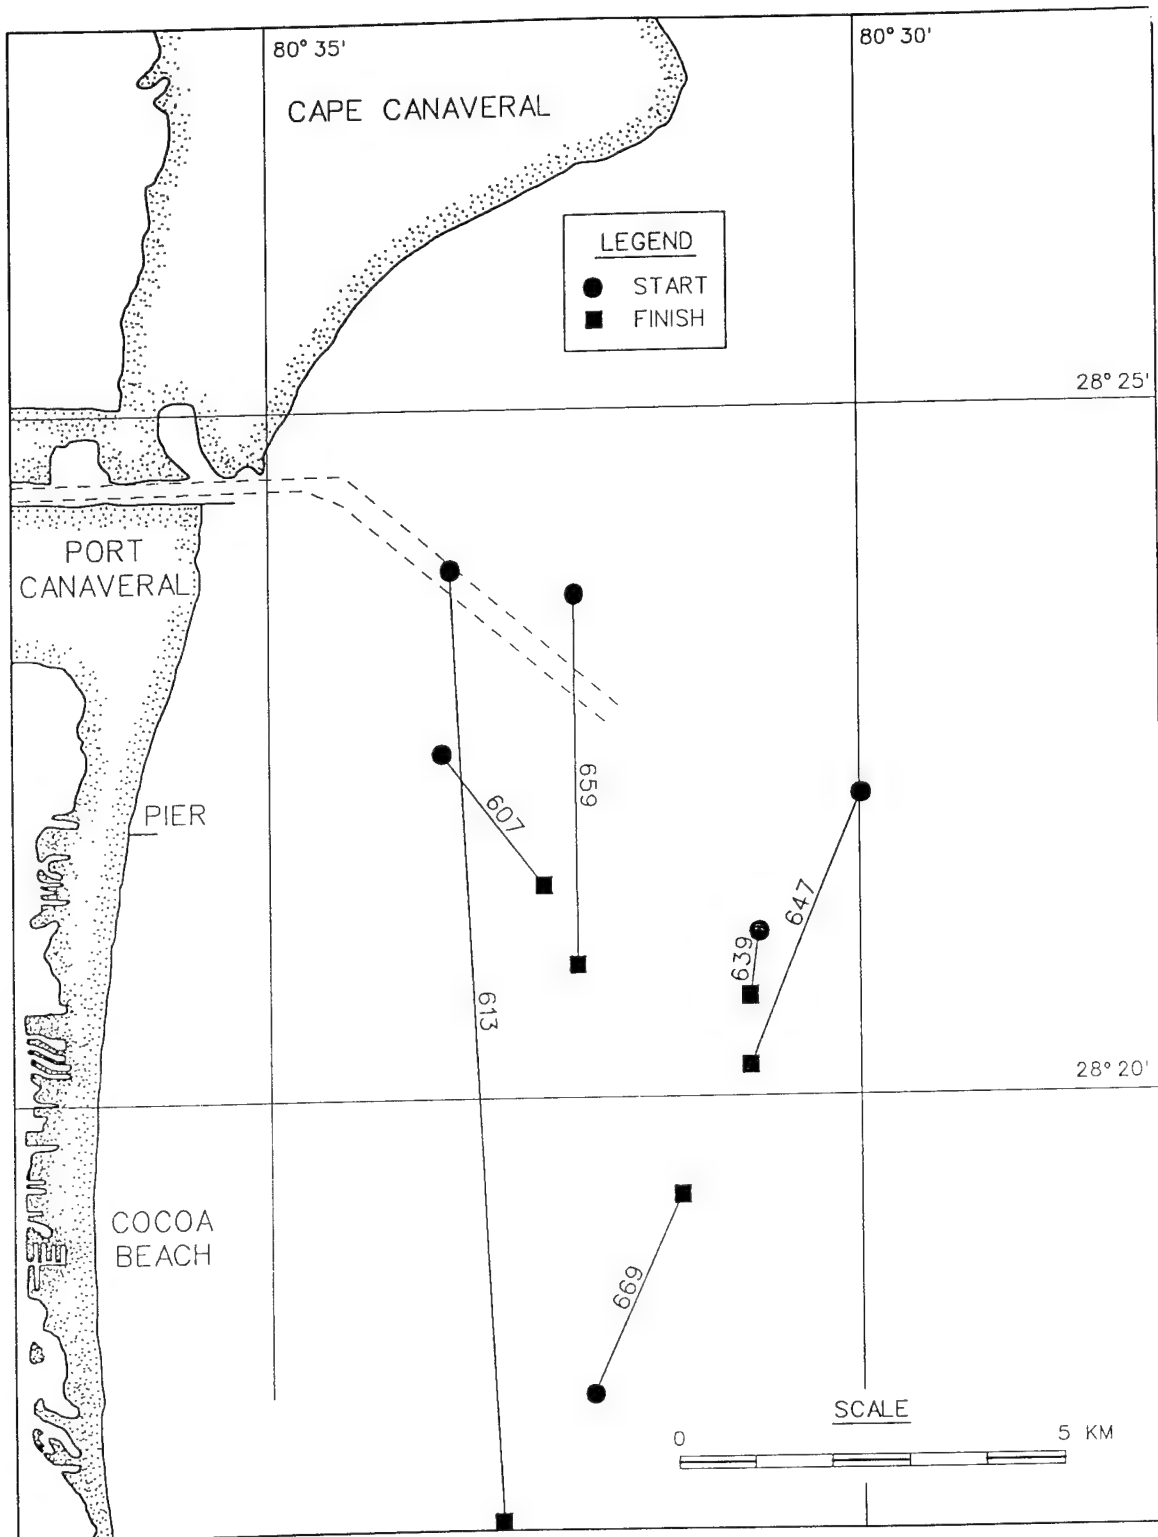 80° 35'
80° 30'
CAPE CANAVERAL
LEGEND
START
FINISH
28° 25'
PORT
CANAVERAL
PIER
659
607
647
639
613
28° 20'
COCOA
BEACH
669
SCALE
0
5 KM